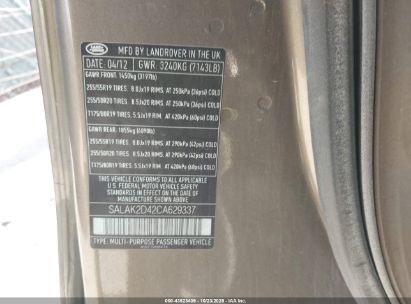 LAND ROVER
MFD BY LANDROVER IN THE UK
DATE: 04/12 GWR. 3240KG (7143LB)
GAWR FRONT: 1450kg (3197lb)
255/55R19 TIRES 8.0Jx19 RIMS, AT 250kPa (36psi) COLD
255/50R20 TIRES 8.5Jx20 RIMS, AT 250kPa (36psi) COLD
T175/80R19 TIRES 5.5Jx19 RIMS, AT 420kPa (60psi) COLD
GAWR REAR:
255/55R19 TIRES 8.0Jx19 RIMS, AT 290kPa (42psi) COLD
255/50R20 TIRES 8.5Jx20 RIMS, AT 290kPa (42psi) COLD
T175/80R19 TIRES 5.5Jx19 RIMS, AT 420kPa (60psi) COLD
THIS VEHICLE CONFORMS TO ALL APPLICABLE
U.S. FEDERAL MOTOR VEHICLE SAFETY
STANDARDS IN EFFECT ON THE DATE OF
MANUFACTURE SHOWN ABOVE
SALAK2D42CA629337
TYPE: MULTI-PURPOSE PASSENGER VEHICLE